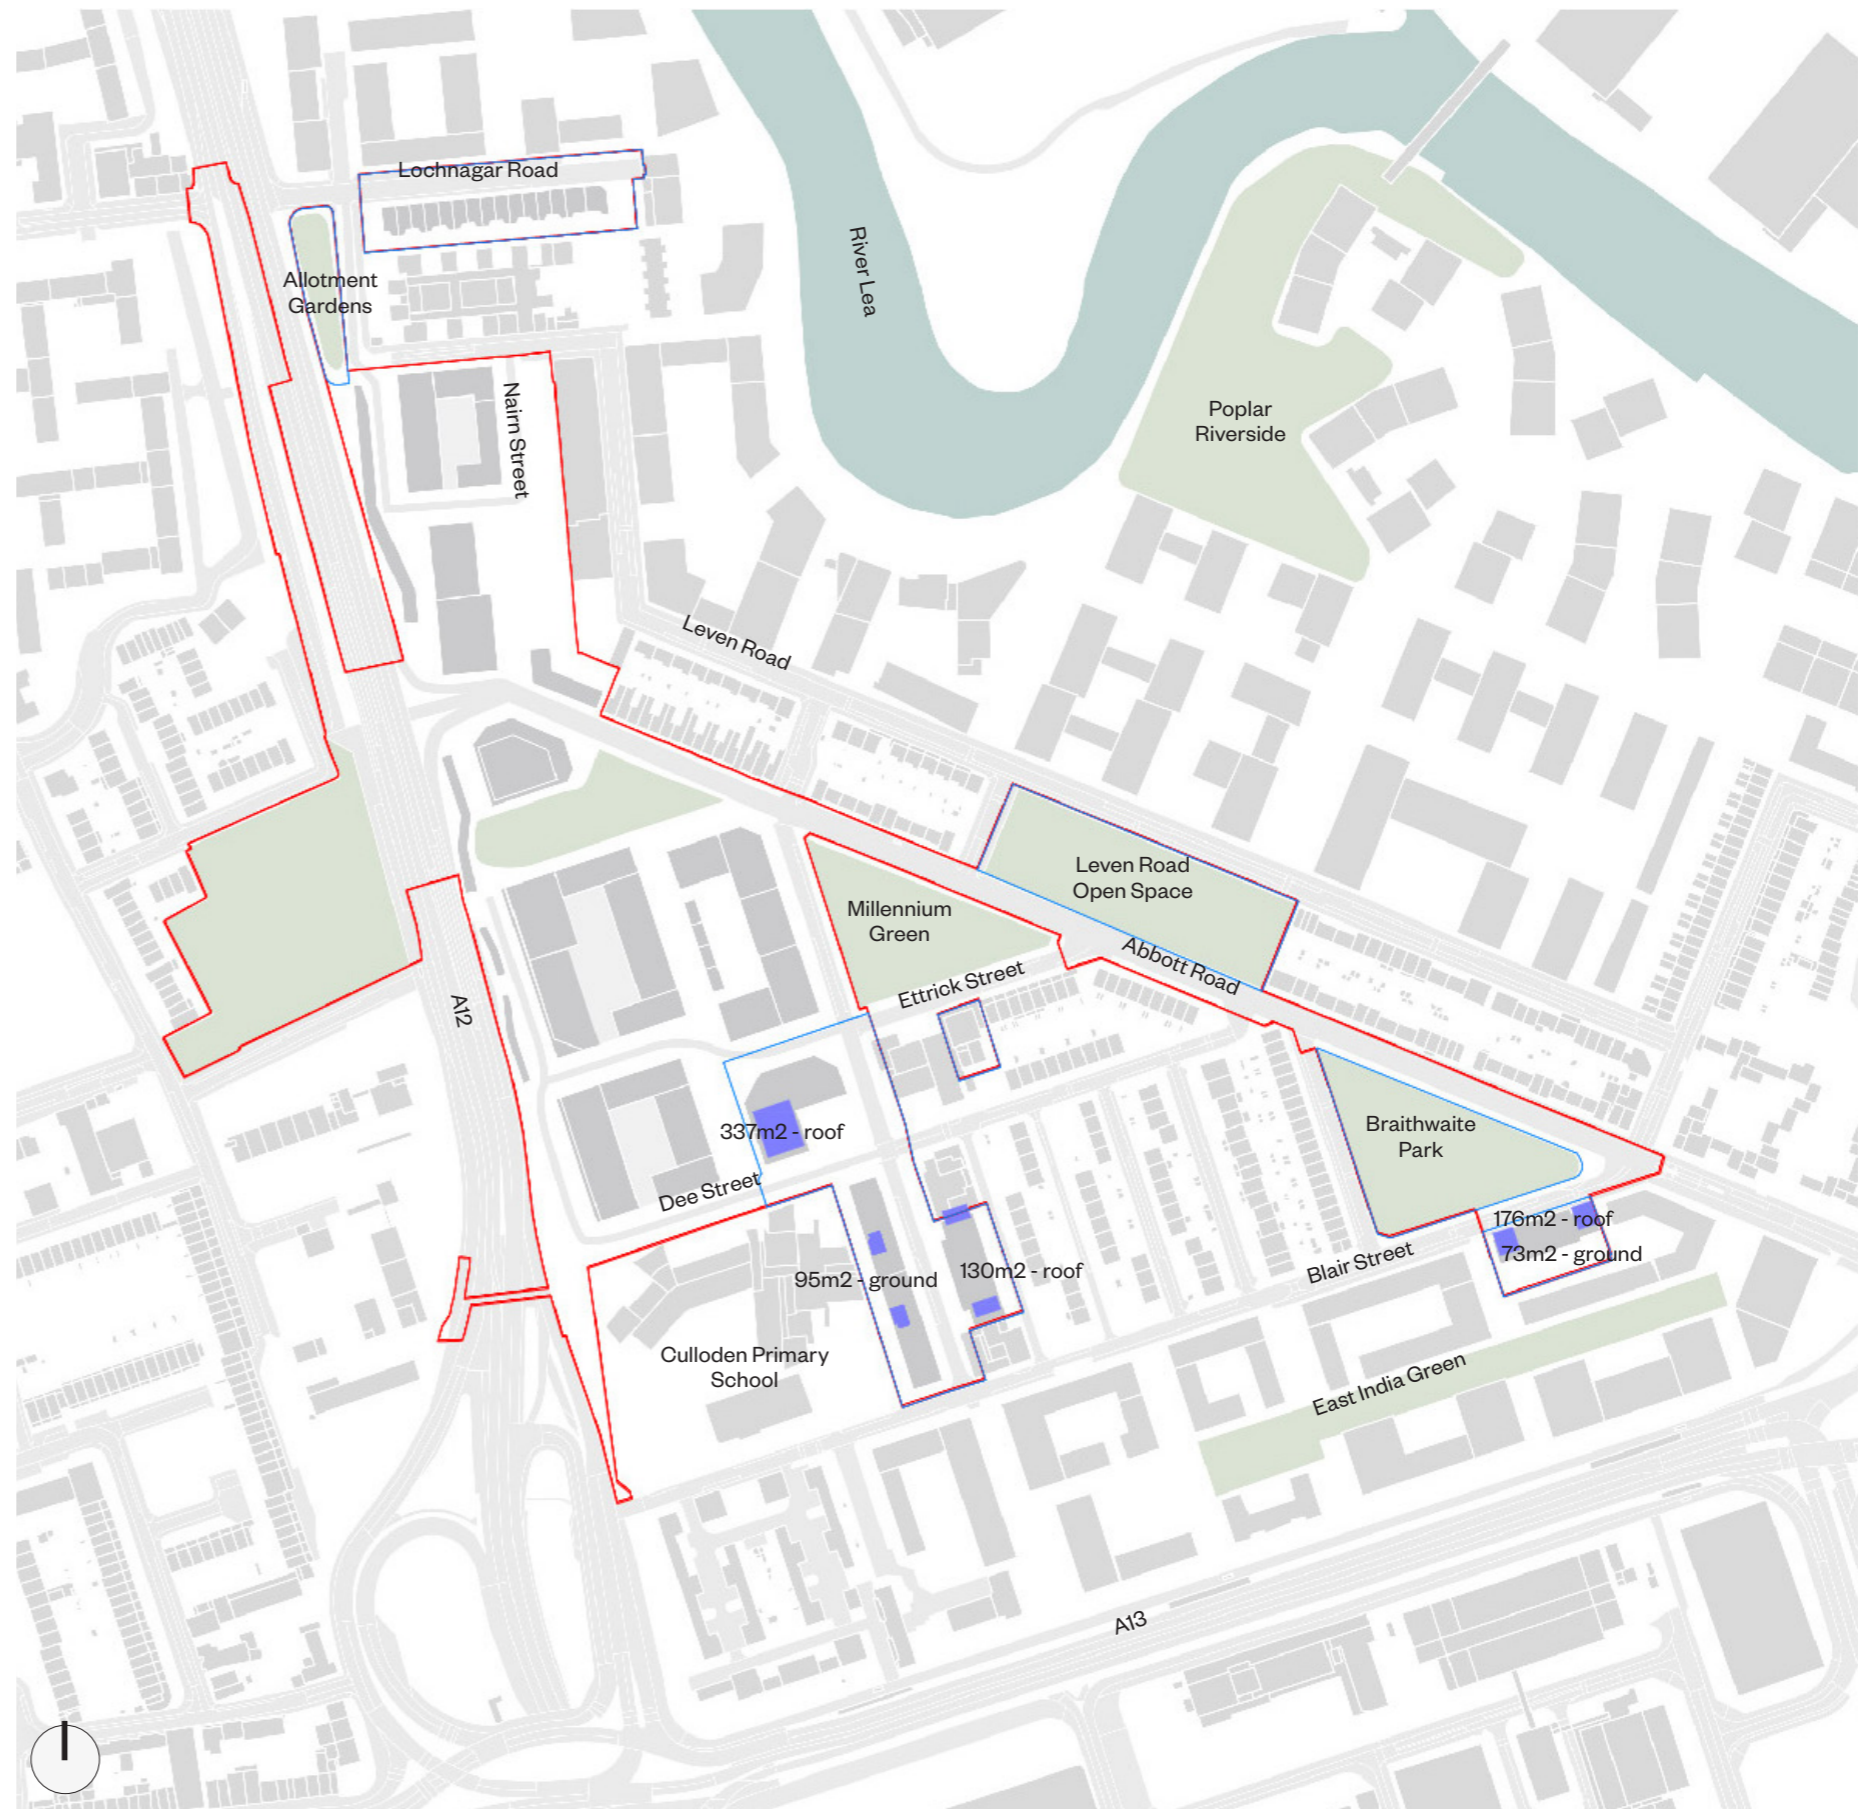 Lochnagar Road
Allotment
Gardens
River Lea
Nairn Street
Poplar
Riverside
Leven Road
Leven Road
Open Space
Millennium
Green
Abbott Road
Ettrick Street
A12
337m2 - roof
Braithwaite
Park
Dee Street
176m2 - roof
73m2 - ground
Blair Street
95m2 - ground
130m2 - roof
Culloden Primary
School
East India Green
A13